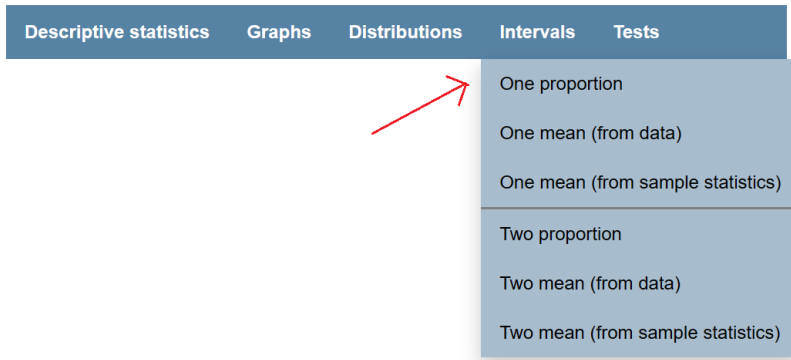 Descriptive statistics Graphs Distributions Intervals Tests
One proportion
One mean (from data)
One mean (from sample statistics)
Two proportion
Two mean (from data)
Two mean (from sample statistics)